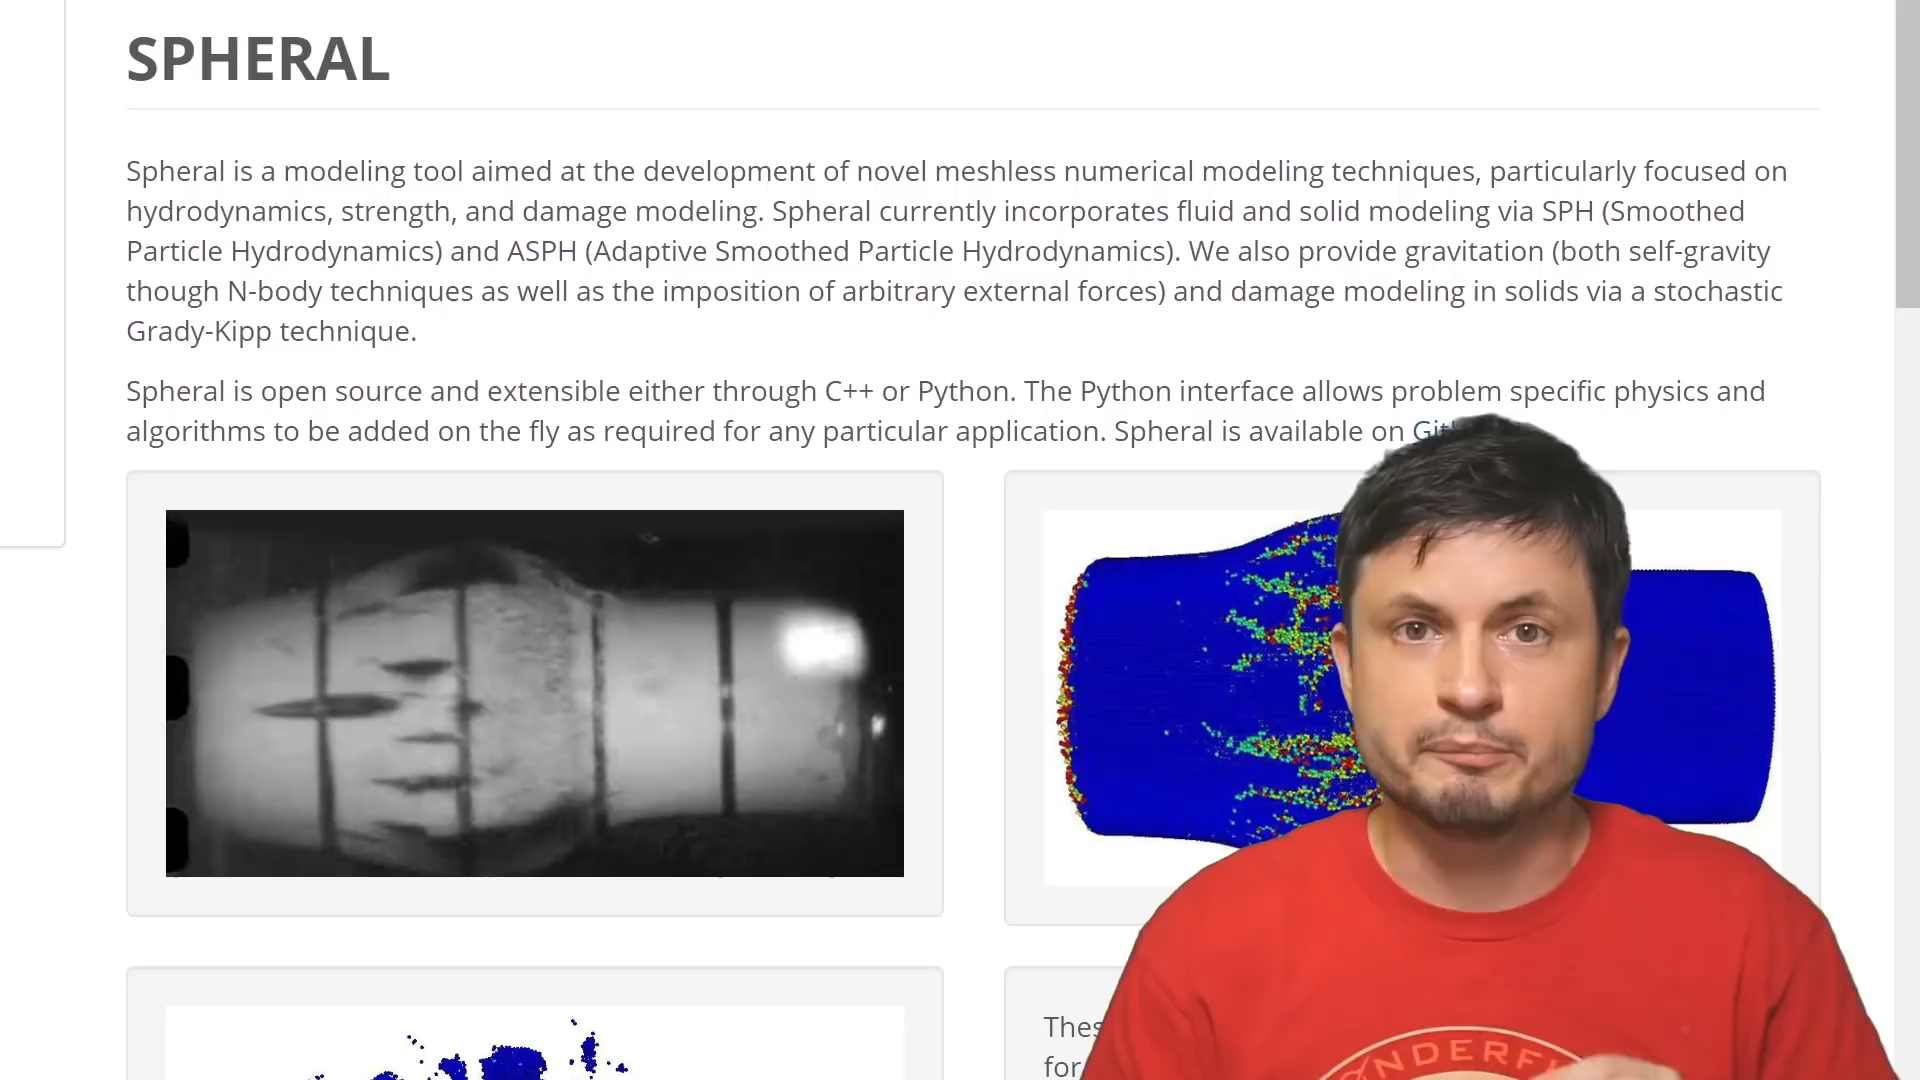 SPHERAL
Spheral is a modeling tool aimed at the development of novel meshless numerical modeling techniques, particularly focused on
hydrodynamics, strength, and damage modeling. Spheral currently incorporates fluid and solid modeling via SPH (Smoothed
Particle Hydrodynamics) and ASPH (Adaptive Smoothed Particle Hydrodynamics). We also provide gravitation (both self-gravity
though N-body techniques as well as the imposition of arbitrary external forces) and damage modeling in solids via a stochastic
Grady-Kipp technique.
Spheral is open source and extensible either through C++ or Python. The Python interface allows problem specific physics and
algorithms to be added on the fly as required for any particular application. Spheral is available on
for